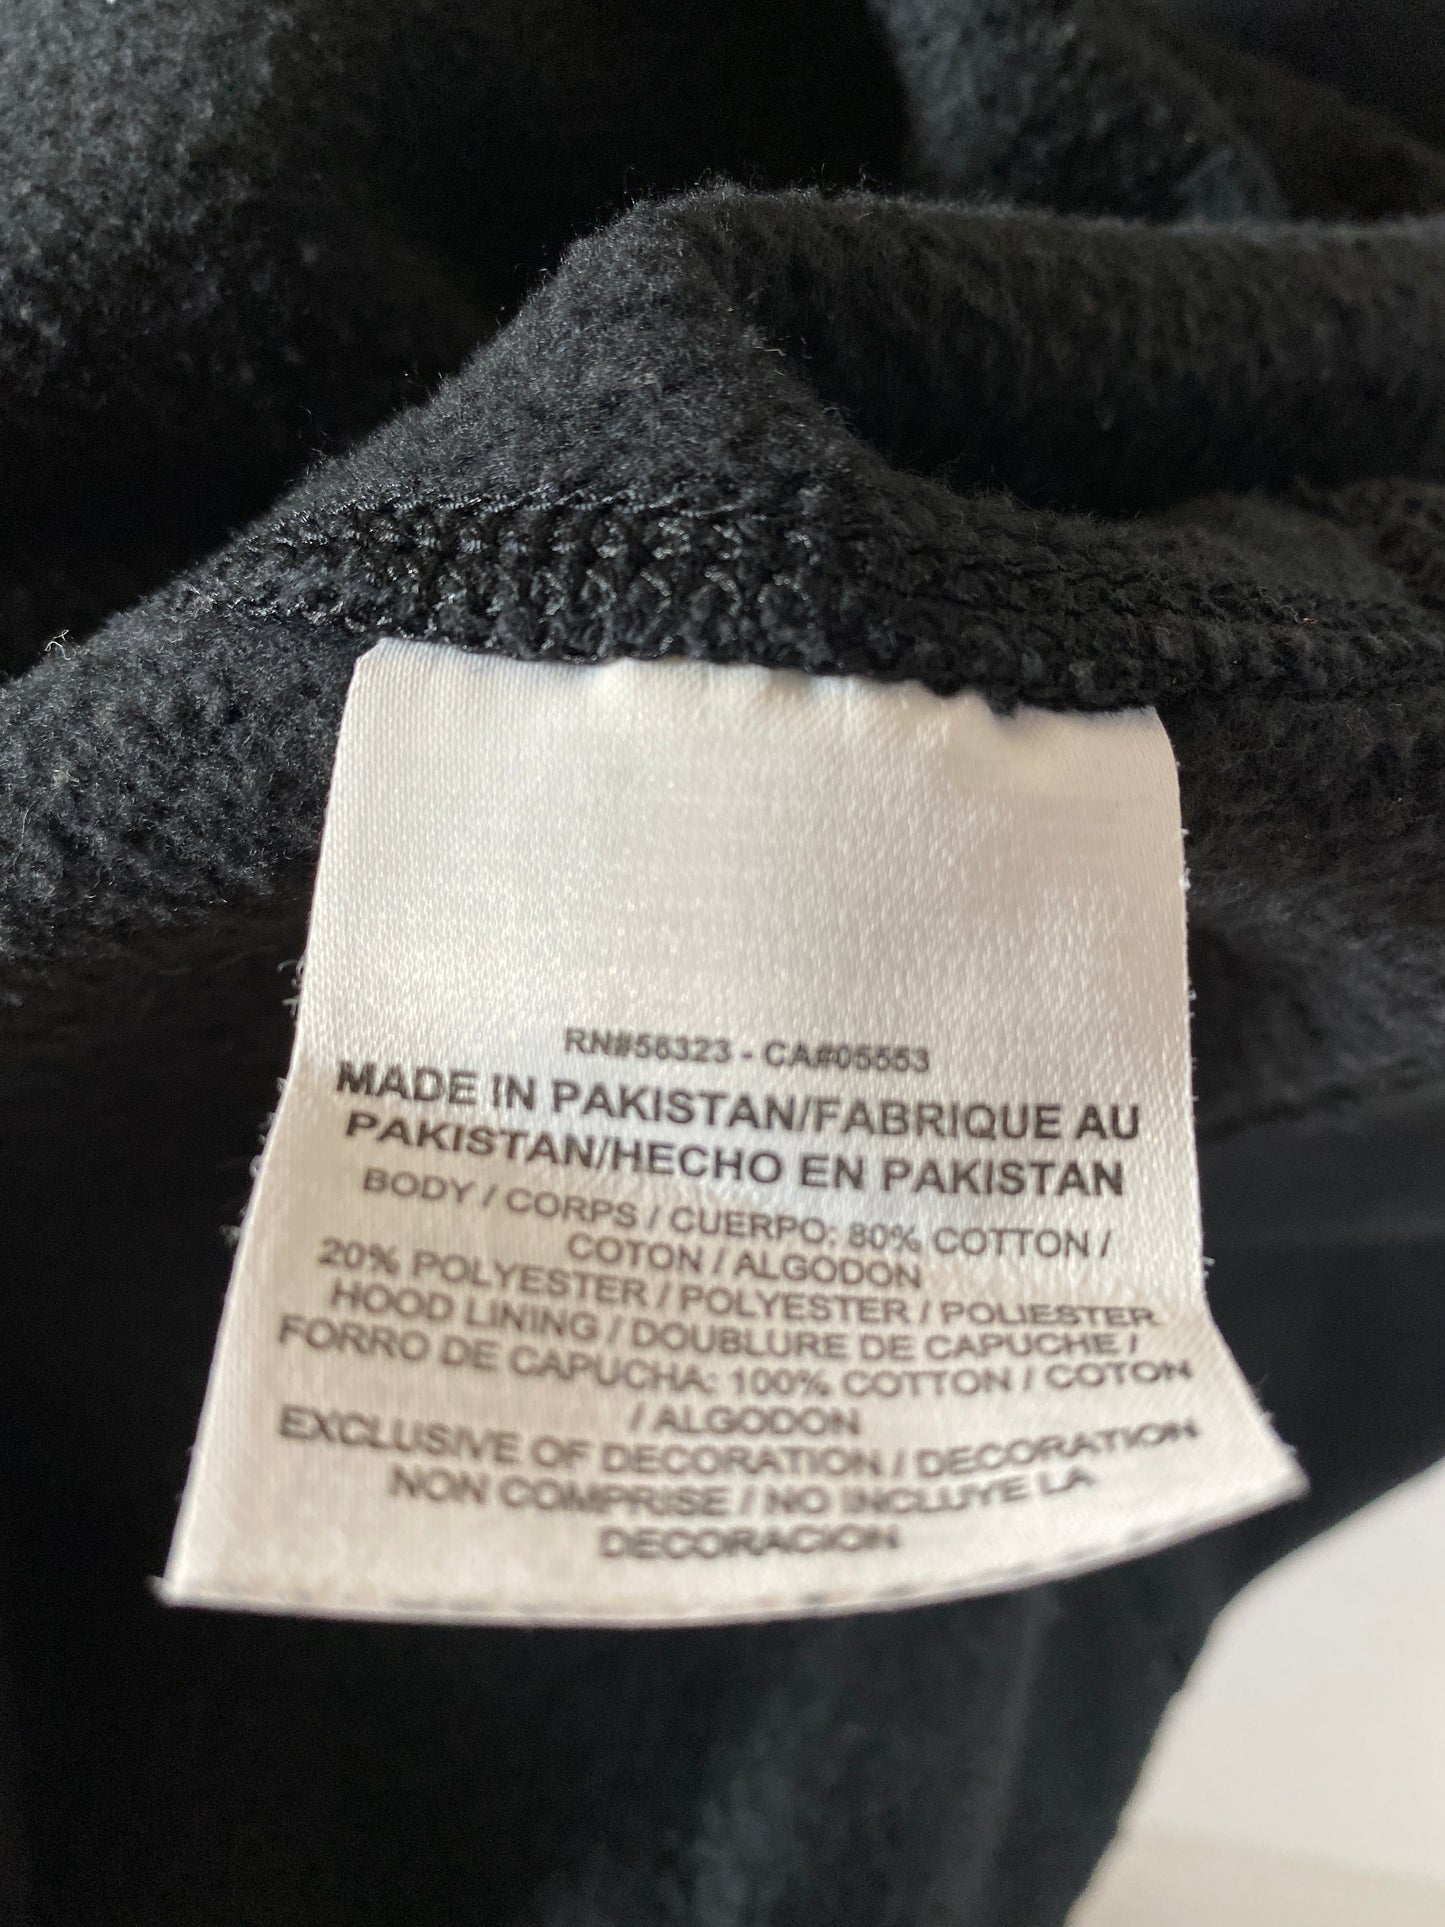 RN#56323 - CA#05553
MADE IN PAKISTAN/FABRIQUE AU
PAKISTAN/HECHO EN PAKISTAN
BODY / CORPS / CUERPO: 80% COTTON /
COTON / ALGODON
20% POLYESTER / POLYESTER / POLIESTER
HOOD LINING / DOUBLURE DE CAPUCHE /
FORRO DE CAPUCHA: 100% COTTON / COTON
/ ALGODON
EXCLUSIVE OF DECORATION / DECORATION
NON COMPRISE / NO INCLUYE LA
DECORACION